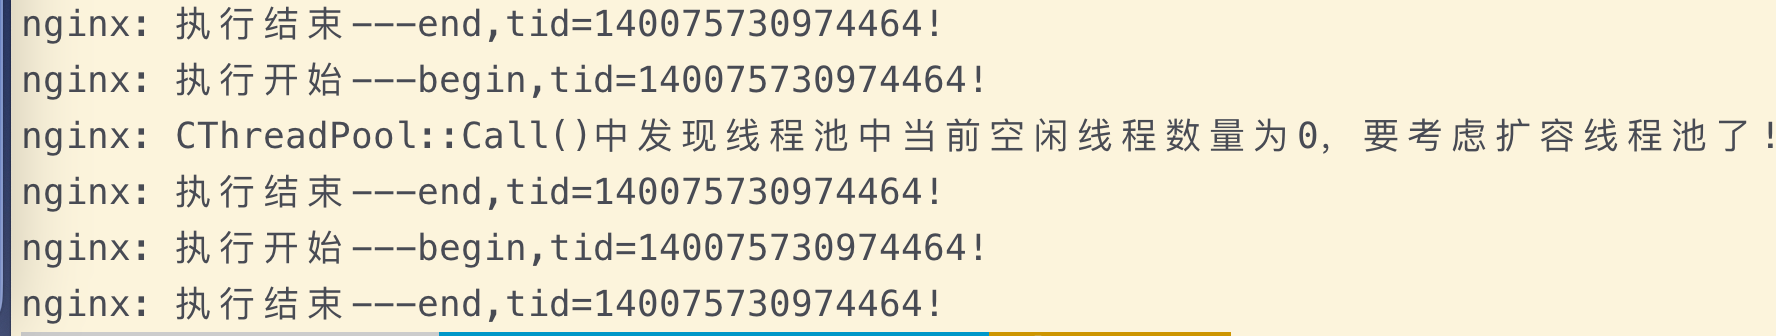 nginx: 执行结束---end,tid=140075730974464!
nginx: 执行开始---begin,tid=140075730974464!
nginx: CThreadPool::Call()中发现线程池中当前空闲线程数量为0, 要考虑扩容线程池了!
nginx: 执行结束---end,tid=140075730974464!
nginx: 执行开始---begin,tid=140075730974464!
nginx: 执行结束---end,tid=140075730974464!